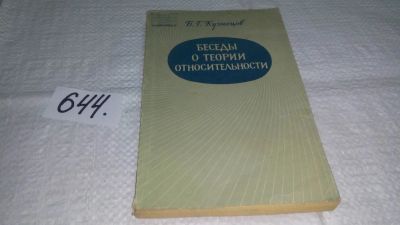 Б. Г. Кузнецов
БЕСЕДЫ
О ТЕОРИИ
ОТНОСИТЕЛЬНОСТИ
644.